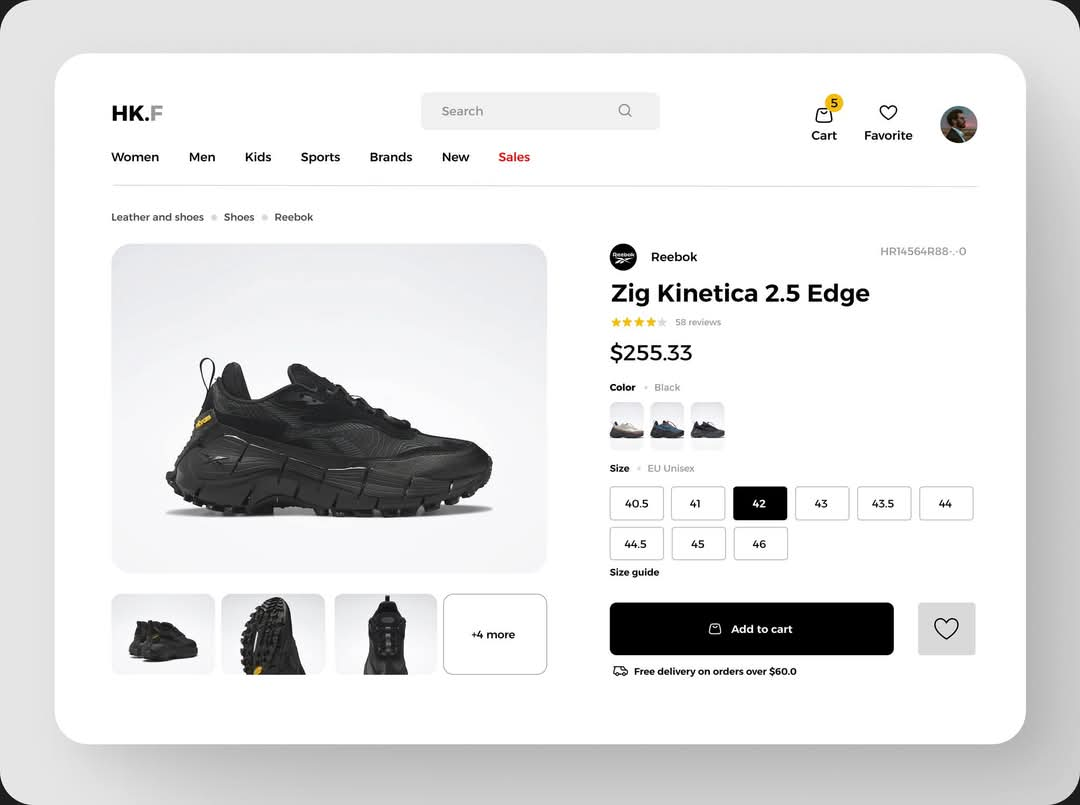 HK.F
Search
5
Cart
Favorite
Women Men Kids Sports Brands New Sales
Leather and shoes Shoes Reebok
Reebok
Reebok
HR14564R88-.-0
Zig Kinetica 2.5 Edge
58 reviews
$255.33
Color Black
Size EU Unisex
40.5 41 42 43 43.5 44
44.5 45 46
Size guide
vibram
+4 more
Add to cart
Free delivery on orders over $60.0